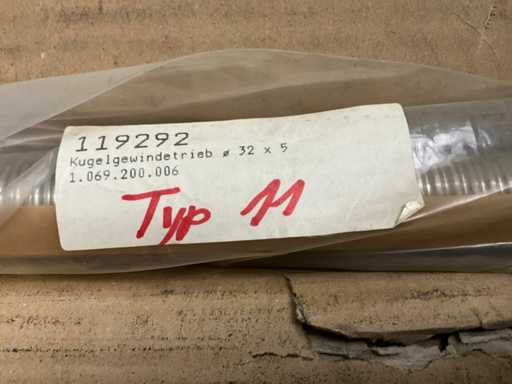 119292
Kugelgewindetrieb ø 32 x 5
1.069.200.006
Typ 11